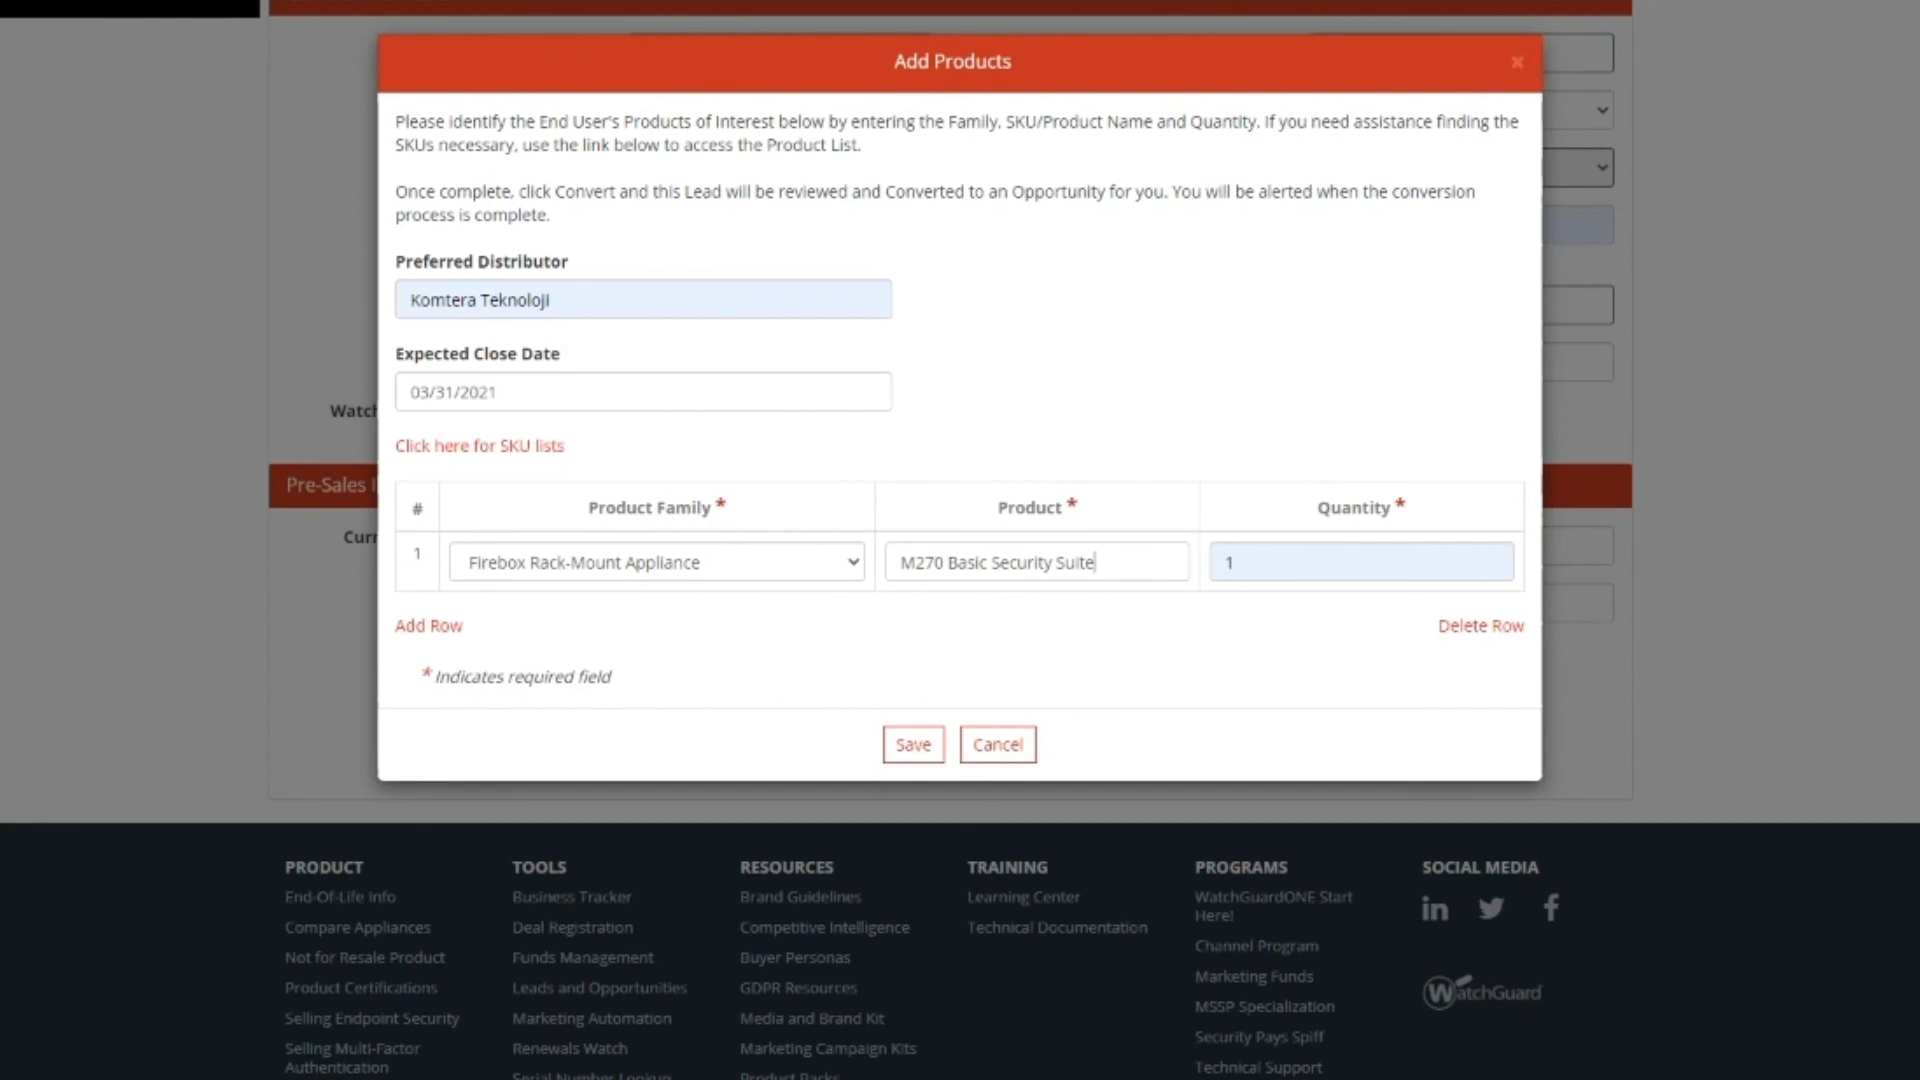 Add Products
×
Please identify the End User's Products of Interest below by entering the Family, SKU/Product Name and Quantity. If you need assistance finding the
SKUs necessary, use the link below to access the Product List.
Once complete, click Convert and this Lead will be reviewed and Converted to an Opportunity for you. You will be alerted when the conversion
process is complete.
Preferred Distributor
Komtera Teknoloji
Expected Close Date
03/31/2021
Watch
Click here for SKU lists
Pre-Sales
# Product Family * Product * Quantity *
Curr
1 Firebox Rack-Mount Appliance M270 Basic Security Suite 1
Add Row Delete Row
* Indicates required field
Save Cancel
PRODUCT
End-Of-Life Info
Compare Appliances
Not for Resale Product
Product Certifications
Selling Endpoint Security
Selling Multi-Factor
Authentication
TOOLS
Business Tracker
Deal Registration
Funds Management
Leads and Opportunities
Marketing Automation
Renewals Watch
Serial Number Lookup
RESOURCES
Brand Guidelines
Competitive Intelligence
Buyer Personas
GDPR Resources
Media and Brand Kit
Marketing Campaign Kits
Product Packs
TRAINING
Learning Center
Technical Documentation
PROGRAMS
WatchGuardONE Start
Here!
Channel Program
Marketing Funds
MSSP Specialization
Security Pays Spiff
Technical Support
SOCIAL MEDIA
WatchGuard